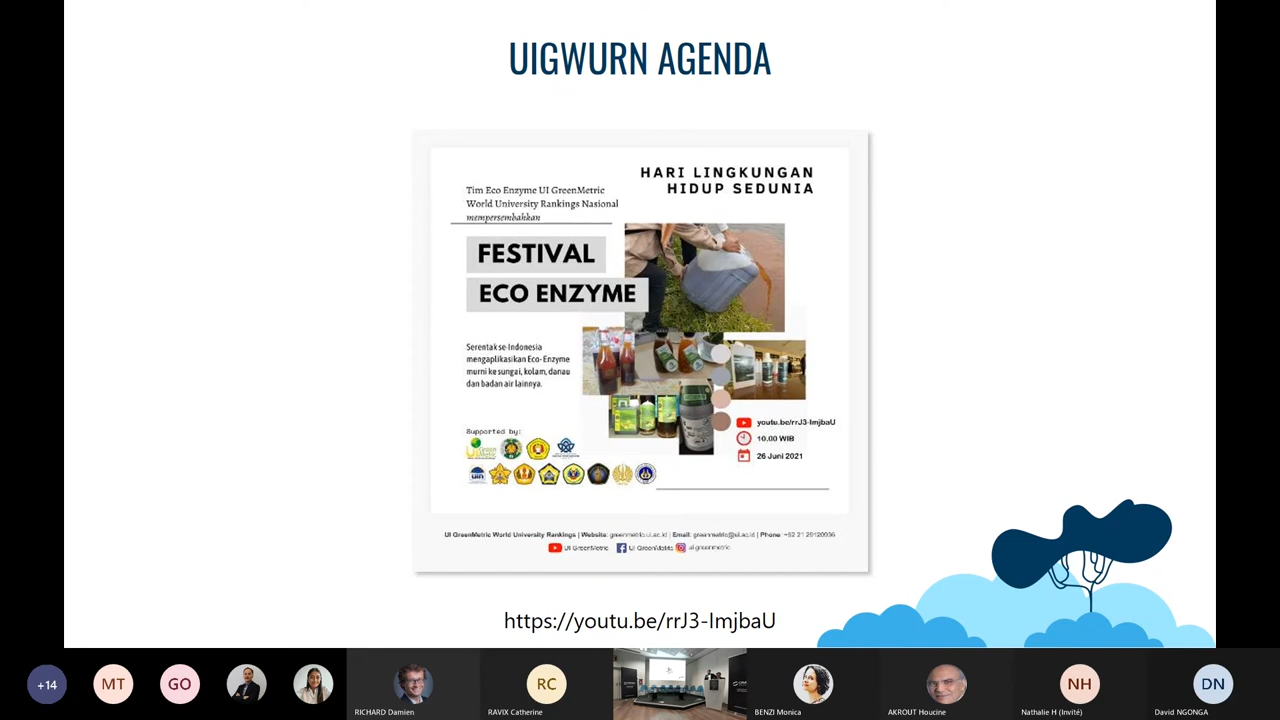 UIGWURN AGENDA
HARI LINGKUNGAN
HIDUP SEDUNIA
Tim Eco Enzyme UI GreenMetric
World University Rankings Nasional
mempersembahkan
FESTIVAL
ECO ENZYME
Serentak se-Indonesia
mengaplikasikan Eco-Enzyme
murni ke sungai, kolam, danau
dan badan air lainnya.
youtu.be/rrJ3-ImjbaU
10.00 WIB
26 Juni 2021
Supported by:
uin
UI GreenMetric World University Rankings | Website: greenmetric.ui.ac.id | Email: greenmetric@ui.ac.id | Phone: +62 21 29120936
UI GreenMetric
UI GreenMetric
ui.greenmetric
https://youtu.be/rrJ3-ImjbaU
+14
MT
GO
RICHARD Damien
RC
RAVIX Catherine
BENZI Monica
AKROUT Houcine
NH
Nathalie H (Invité)
DN
David NGONGA